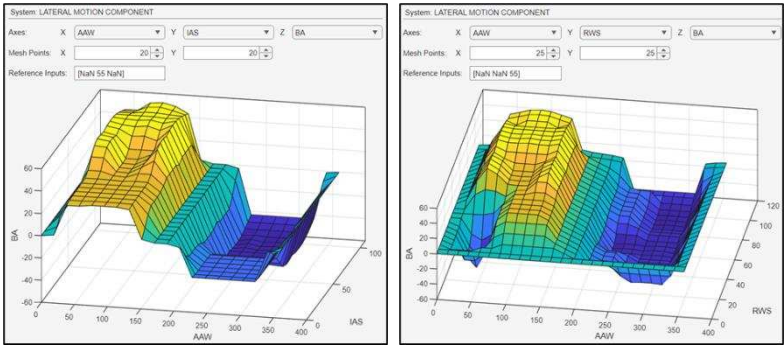 System: LATERAL MOTION COMPONENT
Axes: X AAW Y IAS Z BA
Mesh Points: X 20 Y 20
Reference Inputs: [NaN 55 NaN]
60
40
20
0
-20
-40
-60
BA
0 50 100 150 200 250 300 350 400
AAW
0 50 100
IAS
System: LATERAL MOTION COMPONENT
Axes: X AAW Y RWS Z BA
Mesh Points: X 25 Y 25
Reference Inputs: [NaN NaN 55]
60
40
20
0
-20
-40
-60
BA
0 50 100 150 200 250 300 350 400
AAW
0 20 40 60 80 100 120
RWS